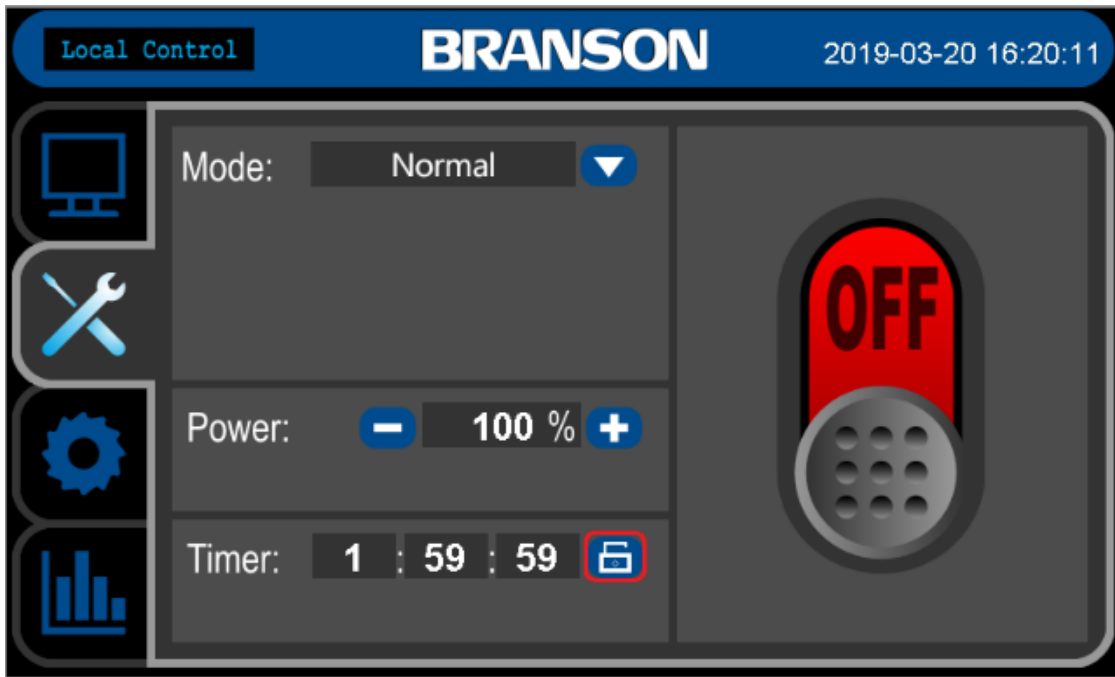 Local Control
BRANSON
2019-03-20 16:20:11
Mode: Normal
OFF
Power: 100 %
Timer: 1 : 59 : 59